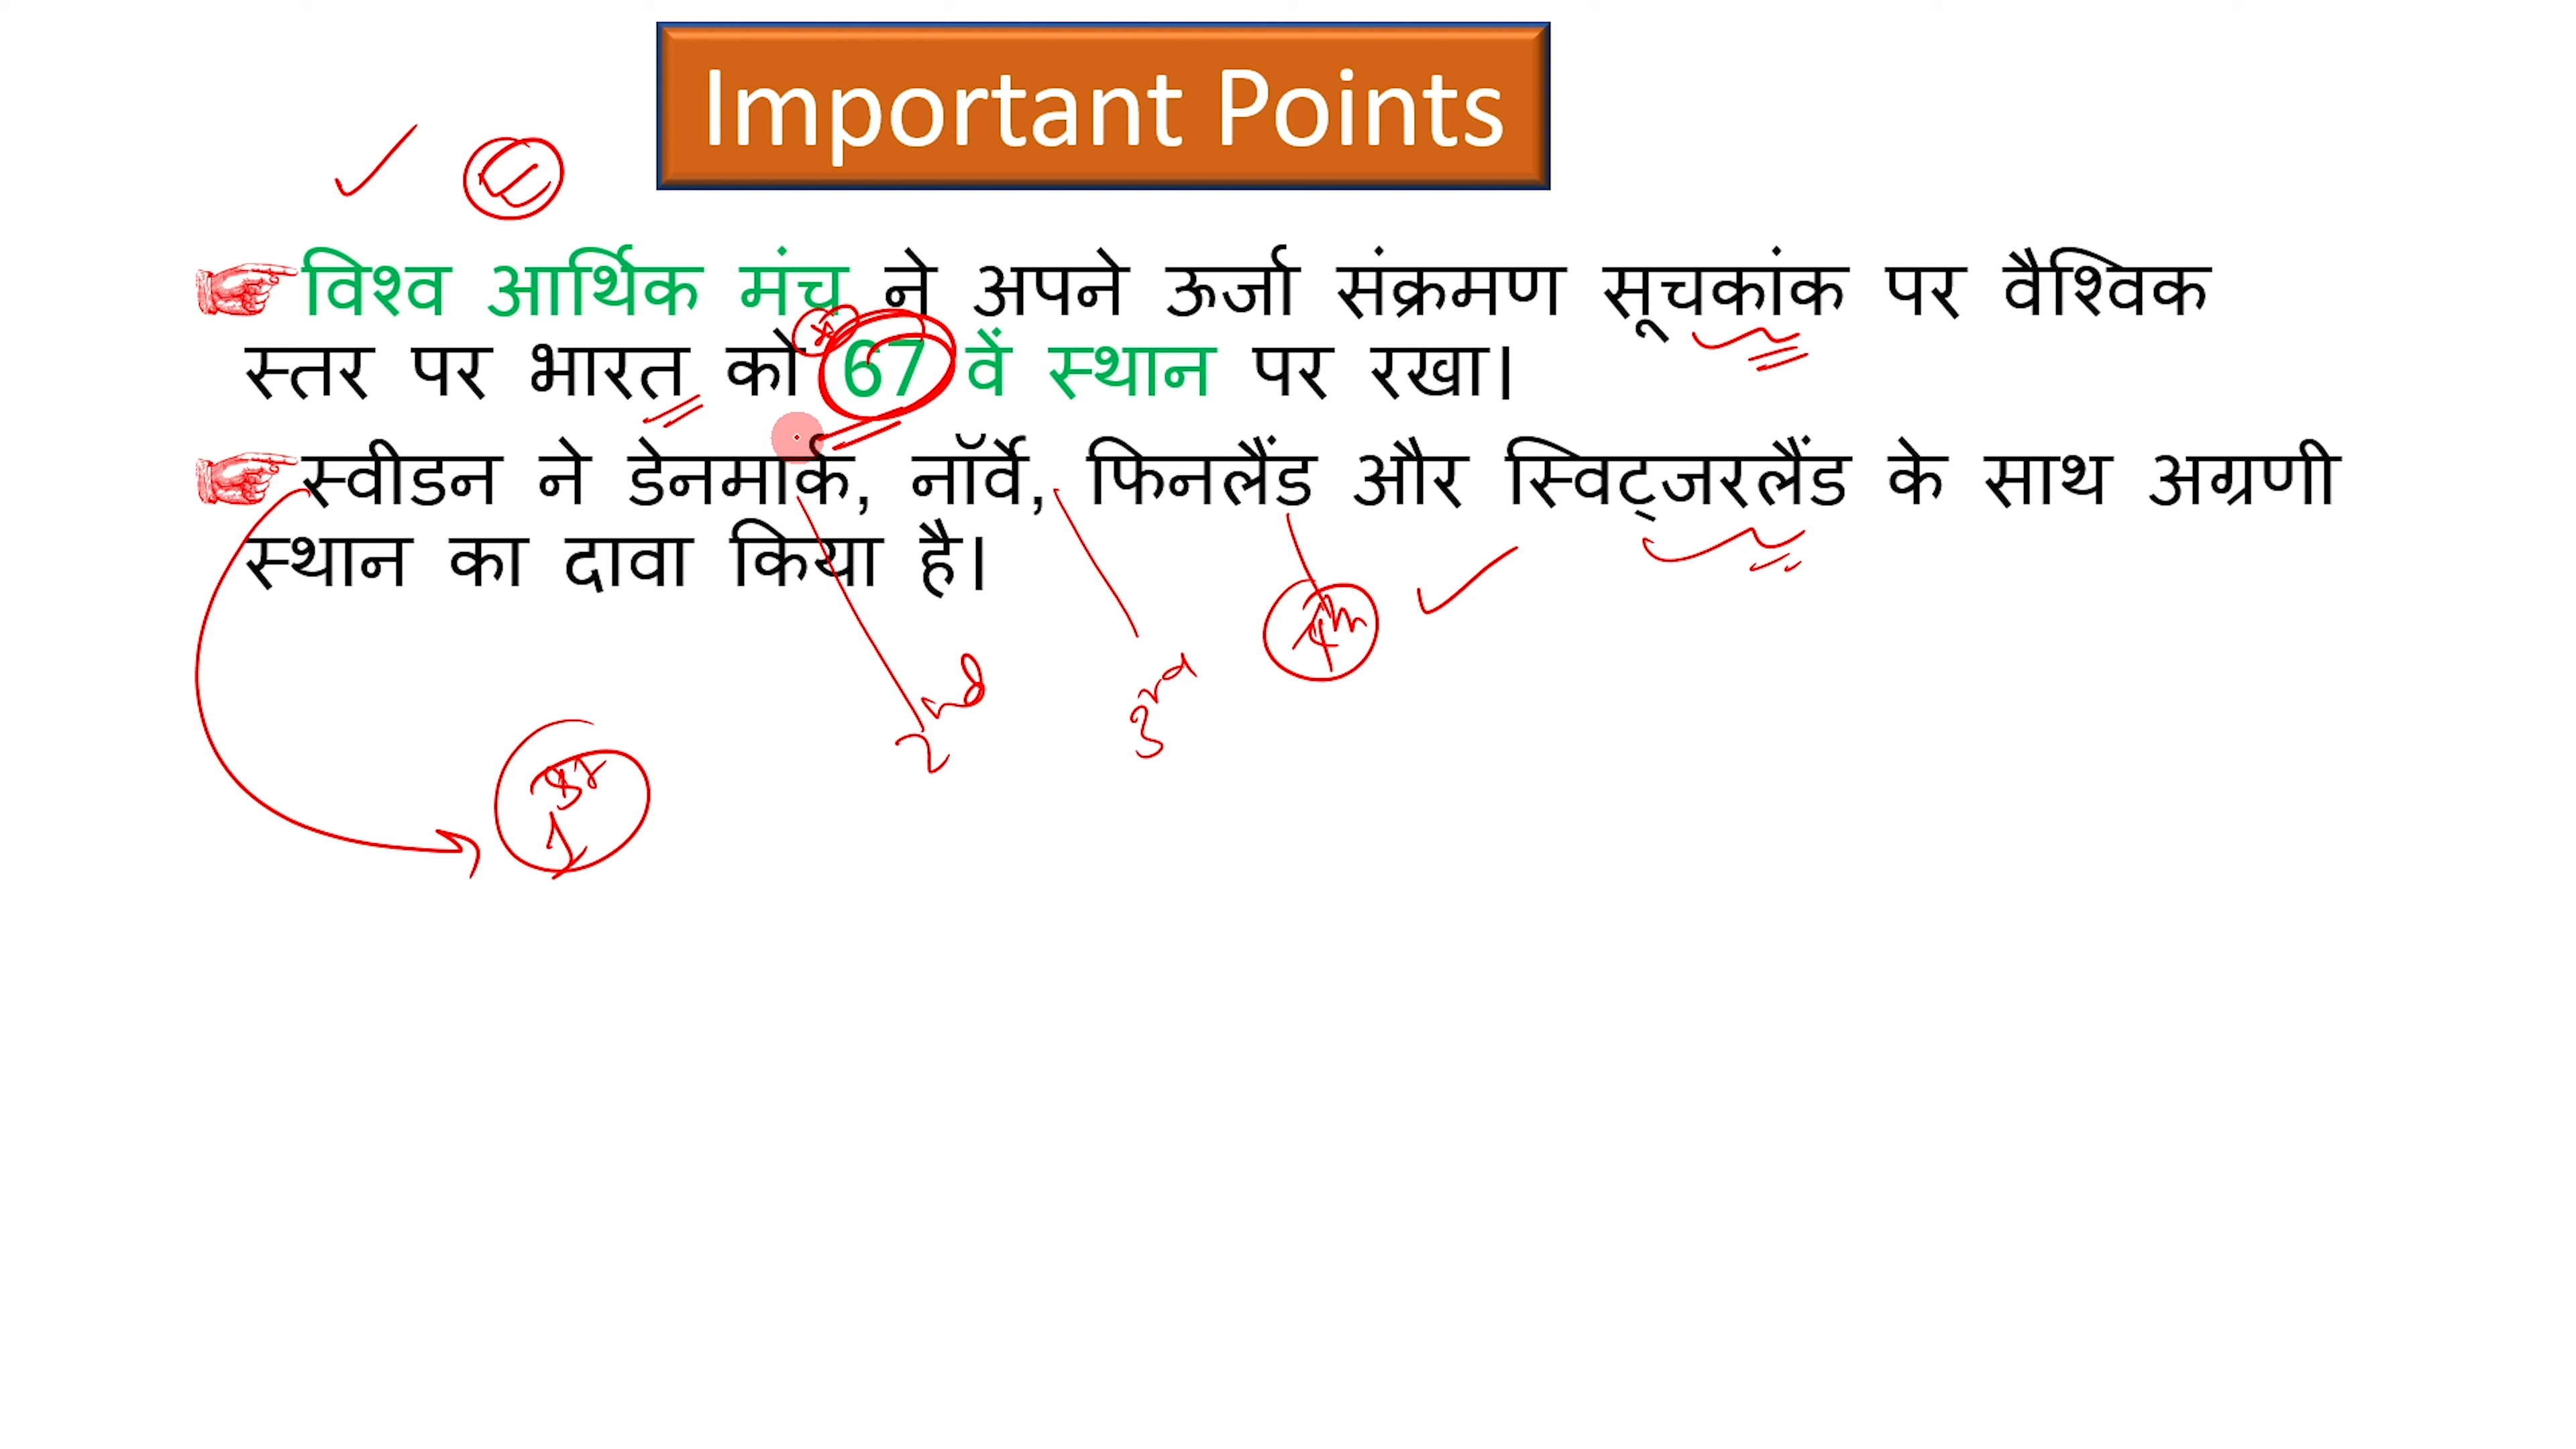 Important Points
विश्व आर्थिक मंच ने अपने ऊर्जा संक्रमण सूचकांक पर वैश्विक
स्तर पर भारत को 67 वें स्थान पर रखा।
स्वीडन ने डेनमार्क, नॉर्वे, फिनलैंड और स्विट्जरलैंड के साथ अग्रणी
स्थान का दावा किया है।
4th
2nd 3rd
1st